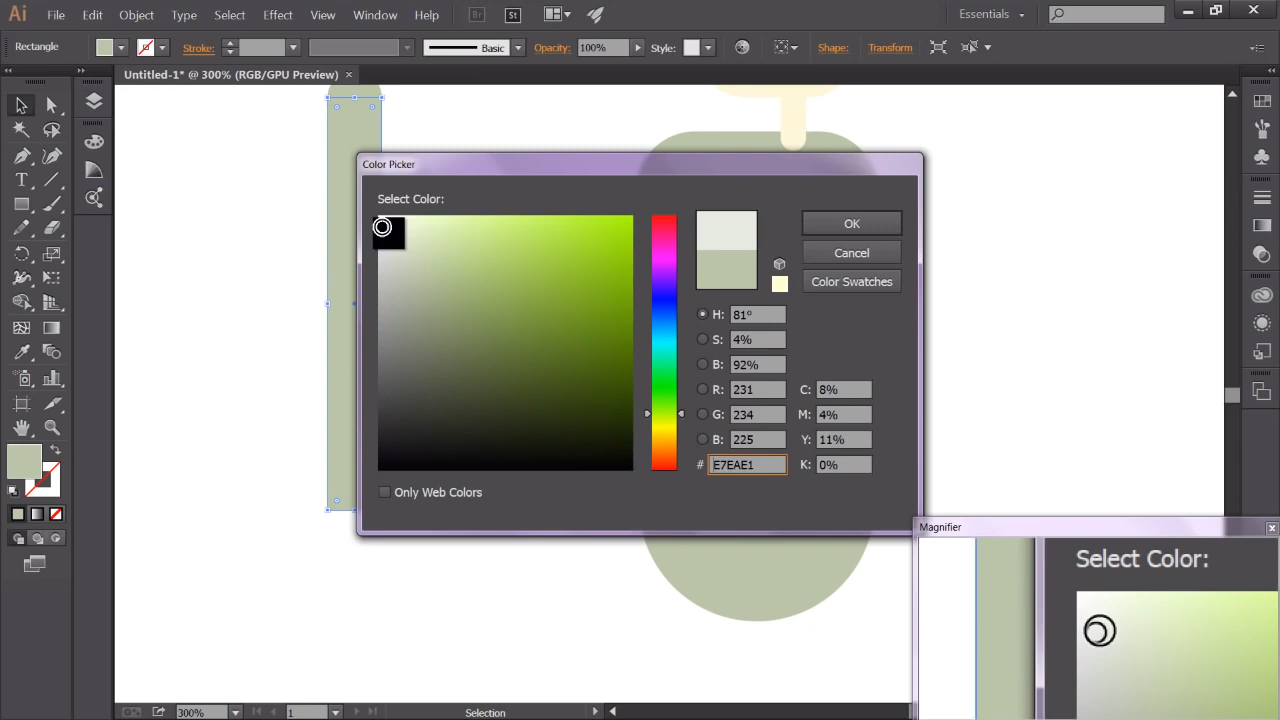 Ai File Edit Object Type Select Effect View Window Help Br St Essentials
Rectangle Stroke: Basic Opacity: 100% Style: Shape: Transform
Untitled-1* @ 300% (RGB/GPU Preview) ×
Color Picker
Select Color:
OK
Cancel
Color Swatches
H: 81º
S: 4%
B: 92%
R: 231 C: 8%
G: 234 M: 4%
B: 225 Y: 11%
# E7EAE1 K: 0%
Only Web Colors
Magnifier
Select Color:
300% 1 Selection